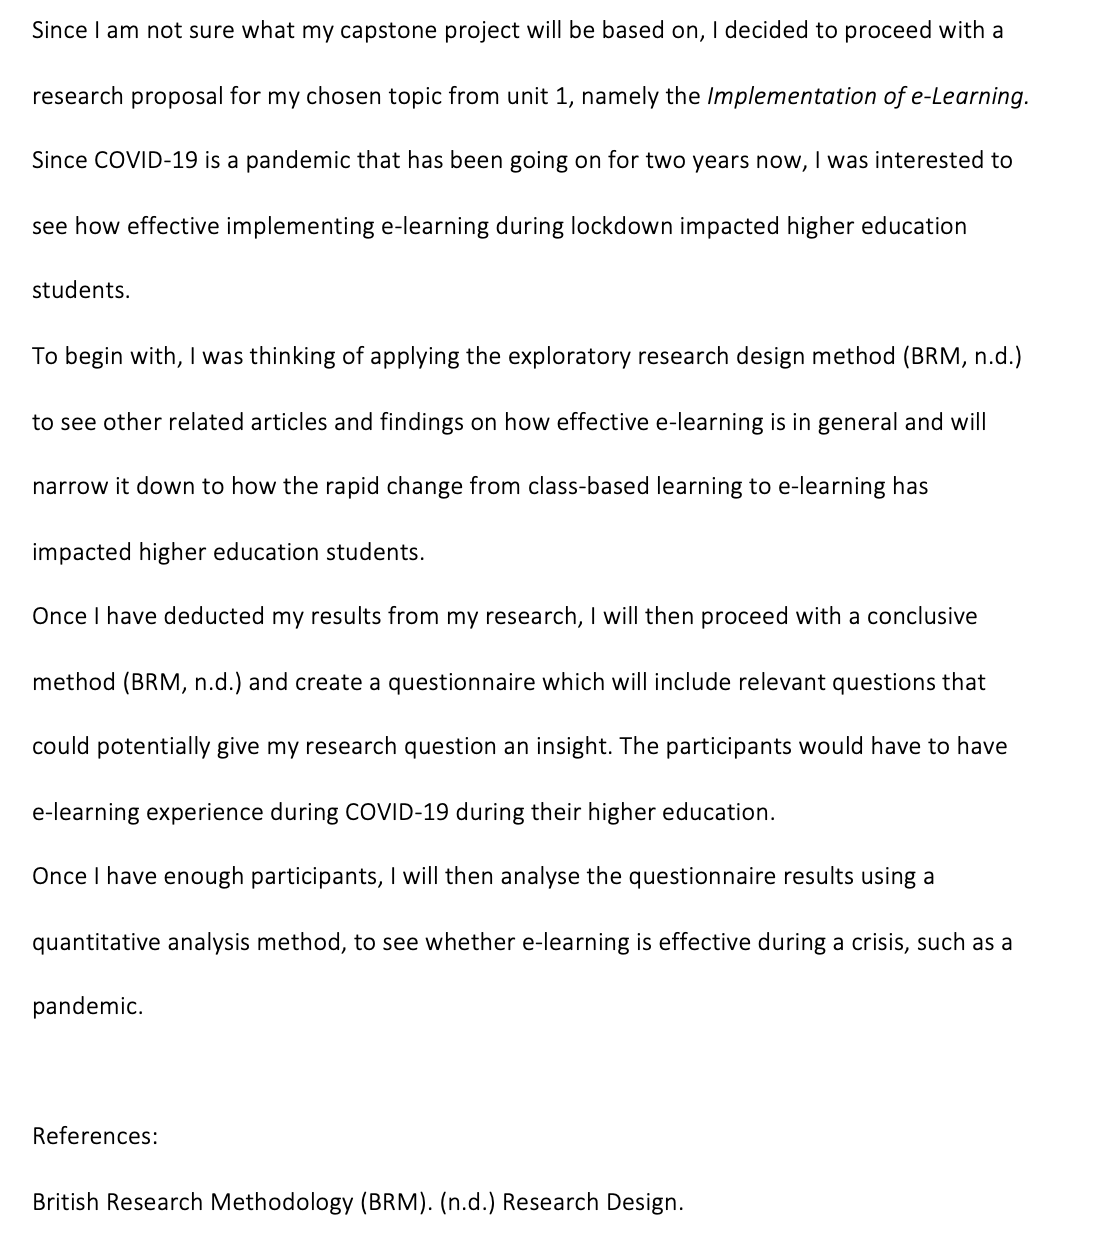 Since I am not sure what my capstone project will be based on, I decided to proceed with a
research proposal for my chosen topic from unit 1, namely the Implementation of e-Learning.
Since COVID-19 is a pandemic that has been going on for two years now, I was interested to
see how effective implementing e-learning during lockdown impacted higher education
students.
To begin with, I was thinking of applying the exploratory research design method (BRM, n.d.)
to see other related articles and findings on how effective e-learning is in general and will
narrow it down to how the rapid change from class-based learning to e-learning has
impacted higher education students.
Once I have deducted my results from my research, I will then proceed with a conclusive
method (BRM, n.d.) and create a questionnaire which will include relevant questions that
could potentially give my research question an insight. The participants would have to have
e-learning experience during COVID-19 during their higher education.
Once I have enough participants, I will then analyse the questionnaire results using a
quantitative analysis method, to see whether e-learning is effective during a crisis, such as a
pandemic.
References:
British Research Methodology (BRM). (n.d.) Research Design.